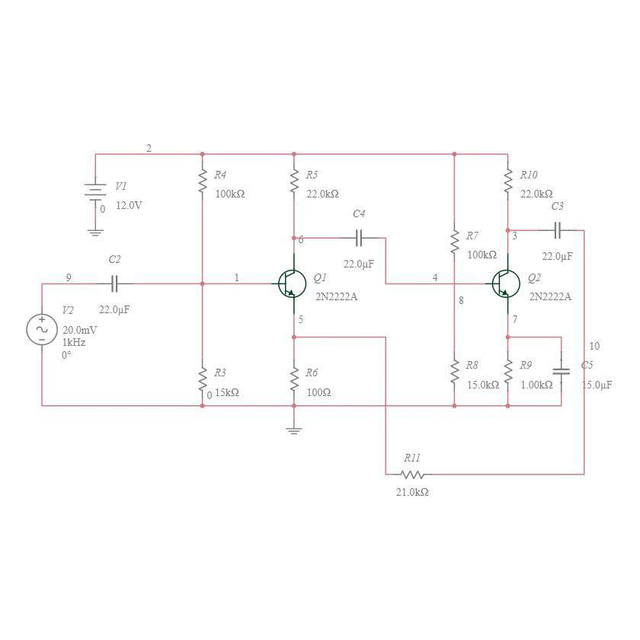 2
V1
12.0V
0
R4
100kΩ
R5
22.0kΩ
R10
22.0kΩ
C3
22.0µF
3
6
C4
22.0µF
R7
100kΩ
C2
22.0µF
9
1
Q1
2N2222A
4
8
Q2
2N2222A
V2
20.0mV
1kHz
0°
5
7
10
R3
0 15kΩ
R6
100Ω
R8
15.0kΩ
R9
1.00kΩ
C5
15.0µF
R11
21.0kΩ